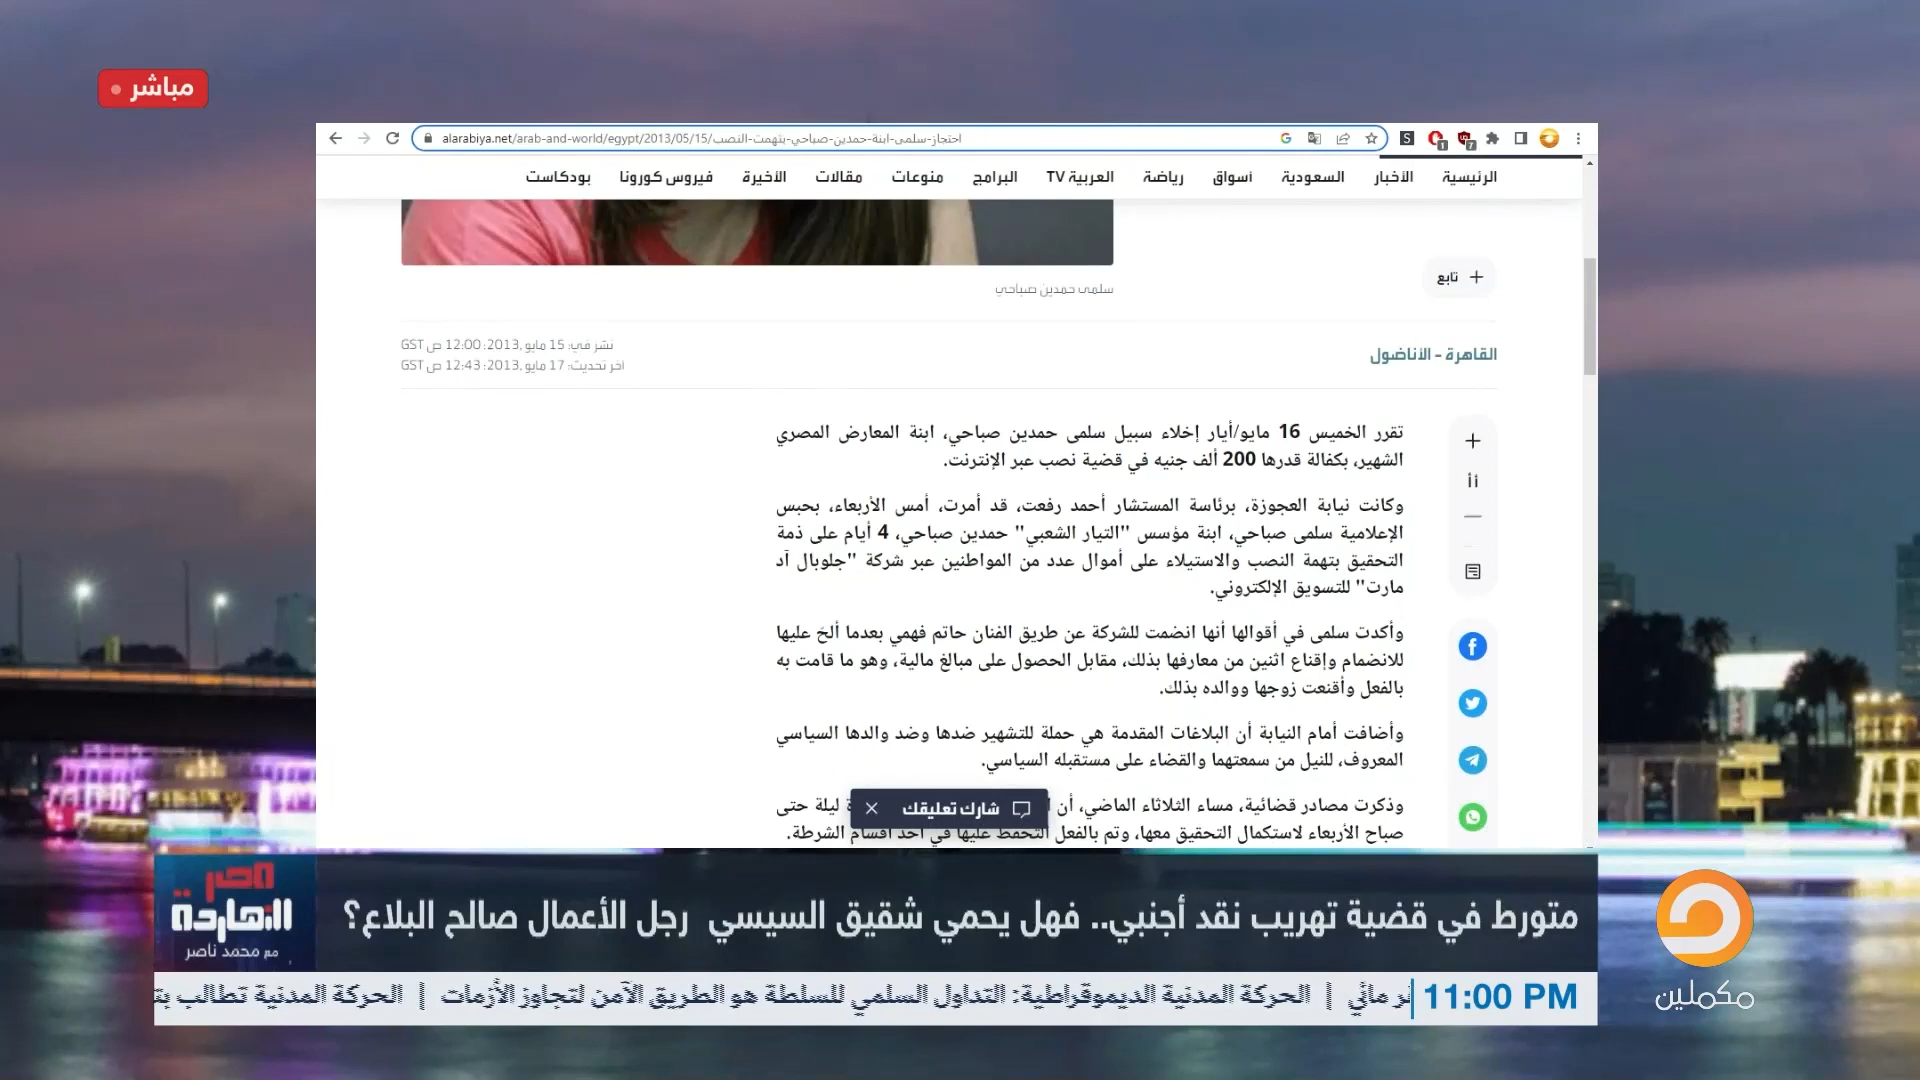 مباشر
alarabiya.net/arab-and-world/egypt/2013/05/15/احتجاز-سلمى-ابنة-حمدين-صباحي-بتهمت-النصب
الرئيسية الأخبار السعودية أسواق رياضة العربية TV البرامج منوعات مقالات الأخيرة فيروس كورونا بودكاست
سلمى حمدين صباحي
تابع
نشر في: 15 مايو ,2013: 12:00 ص GST
آخر تحديث: 17 مايو ,2013: 12:43 ص GST
القاهرة - الأناضول
تقرر الخميس 16 مايو/أيار إخلاء سبيل سلمى حمدين صباحي، ابنة المعارض المصري
الشهير، بكفالة قدرها 200 ألف جنيه في قضية نصب عبر الإنترنت.
وكانت نيابة العجوزة، برئاسة المستشار أحمد رفعت، قد أمرت، أمس الأربعاء، بحبس
الإعلامية سلمى صباحي، ابنة مؤسس "التيار الشعبي" حمدين صباحي، 4 أيام على ذمة
التحقيق بتهمة النصب والاستيلاء على أموال عدد من المواطنين عبر شركة "جلوبال آد
مارت" للتسويق الإلكتروني.
وأكدت سلمى في أقوالها أنها انضمت للشركة عن طريق الفنان حاتم فهمي بعدما ألحّ عليها
للانضمام وإقناع اثنين من معارفها بذلك، مقابل الحصول على مبالغ مالية، وهو ما قامت به
بالفعل وأقنعت زوجها ووالده بذلك.
وأضافت أمام النيابة أن البلاغات المقدمة هي حملة للتشهير ضدها وضد والدها السياسي
المعروف، للنيل من سمعتهما والقضاء على مستقبله السياسي.
وذكرت مصادر قضائية، مساء الثلاثاء الماضي، أن ليلة حتى
شارك تعليقك
صباح الأربعاء لاستكمال التحقيق معها، وتم بالفعل التحفظ عليها في أحد أقسام الشرطة.
مصر
النهاردة
مع محمد ناصر
متورط في قضية تهريب نقد أجنبي.. فهل يحمي شقيق السيسي رجل الأعمال صالح البلاع؟
مائي | الحركة المدنية الديموقراطية: التداول السلمي للسلطة هو الطريق الآمن لتجاوز الأزمات | الحركة المدنية تطالب
11:00 PM
مكملين